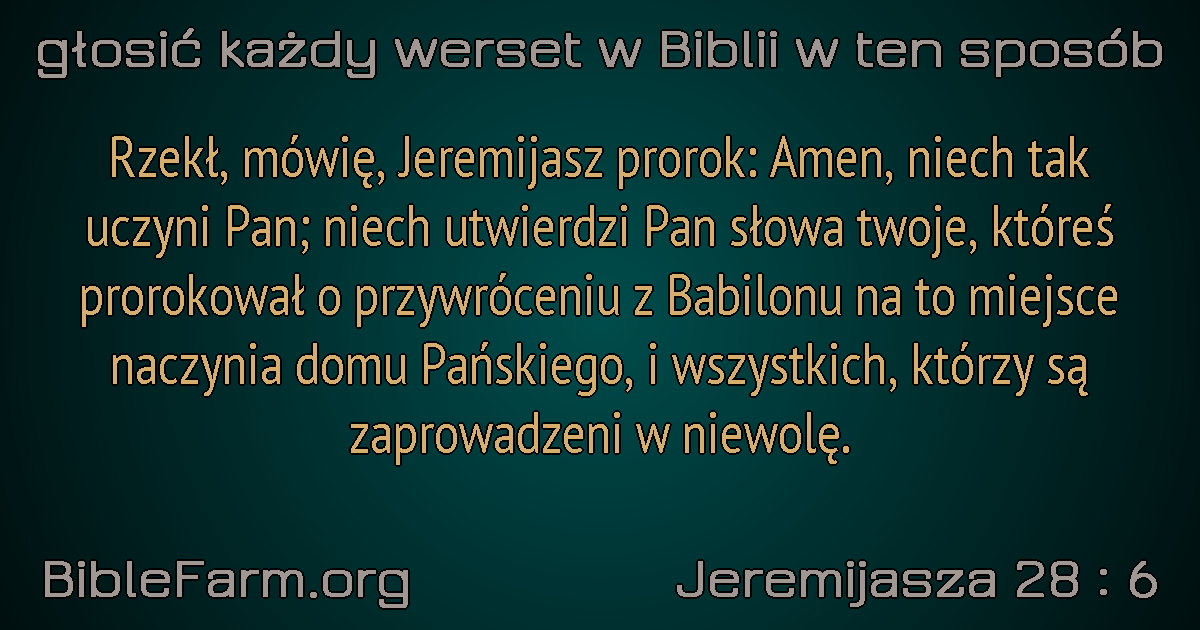 głosić każdy werset w Biblii w ten sposób
Rzekł, mówię, Jeremijasz prorok: Amen, niech tak
uczyni Pan; niech utwierdzi Pan słowa twoje, któreś
prorokował o przywróceniu z Babilonu na to miejsce
naczynia domu Pańskiego, i wszystkich, którzy są
zaprowadzeni w niewolę.
BibleFarm.org
Jeremijasza 28 : 6